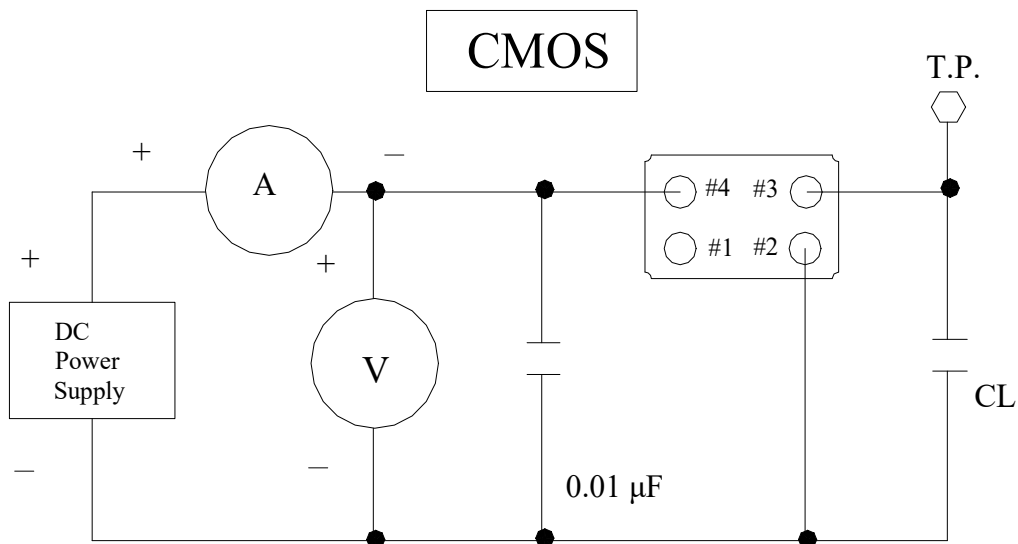 CMOS
T.P.
+
A
–
#4 #3
#1 #2
+
+
DC
Power
Supply
V
CL
–
–
0.01 μF